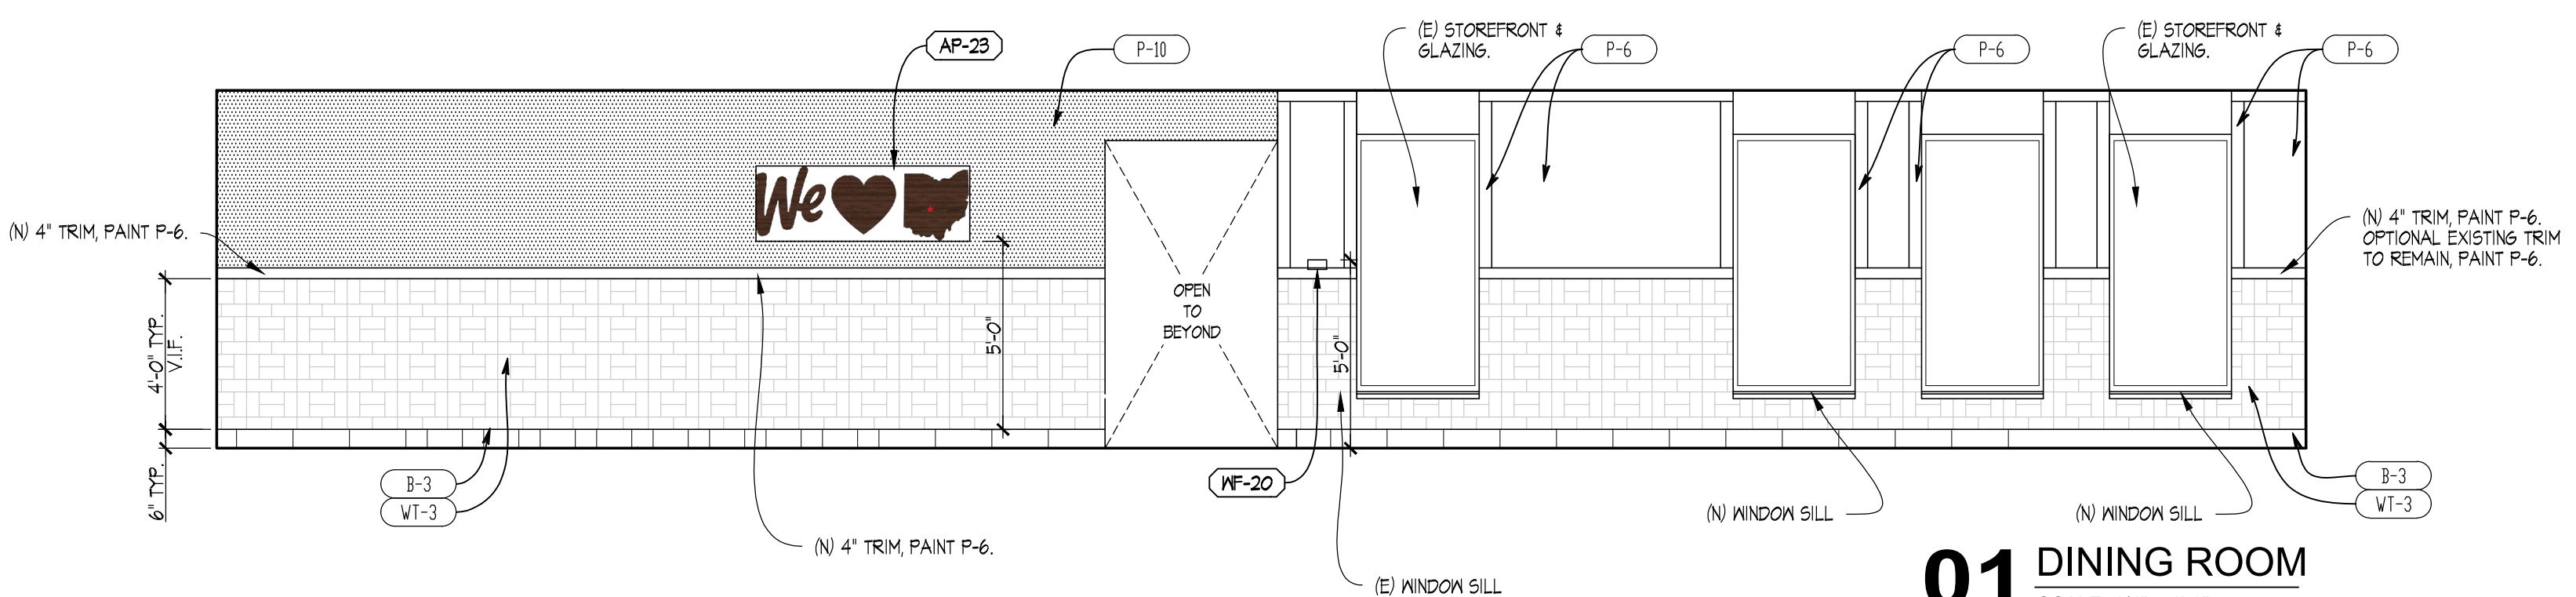 AP-23
P-10
(E) STOREFRONT &
GLAZING.
P-6
P-6
(E) STOREFRONT &
GLAZING.
P-6
We
(N) 4" TRIM, PAINT P-6.
(N) 4" TRIM, PAINT P-6.
OPTIONAL EXISTING TRIM
TO REMAIN, PAINT P-6.
OPEN
TO
BEYOND
4'-0" TYP.
V.I.F.
5'-0"
5'-0"
6" TYP.
B-3
WT-3
WF-20
B-3
WT-3
(N) WINDOW SILL
(N) WINDOW SILL
(N) 4" TRIM, PAINT P-6.
(E) WINDOW SILL
01 DINING ROOM